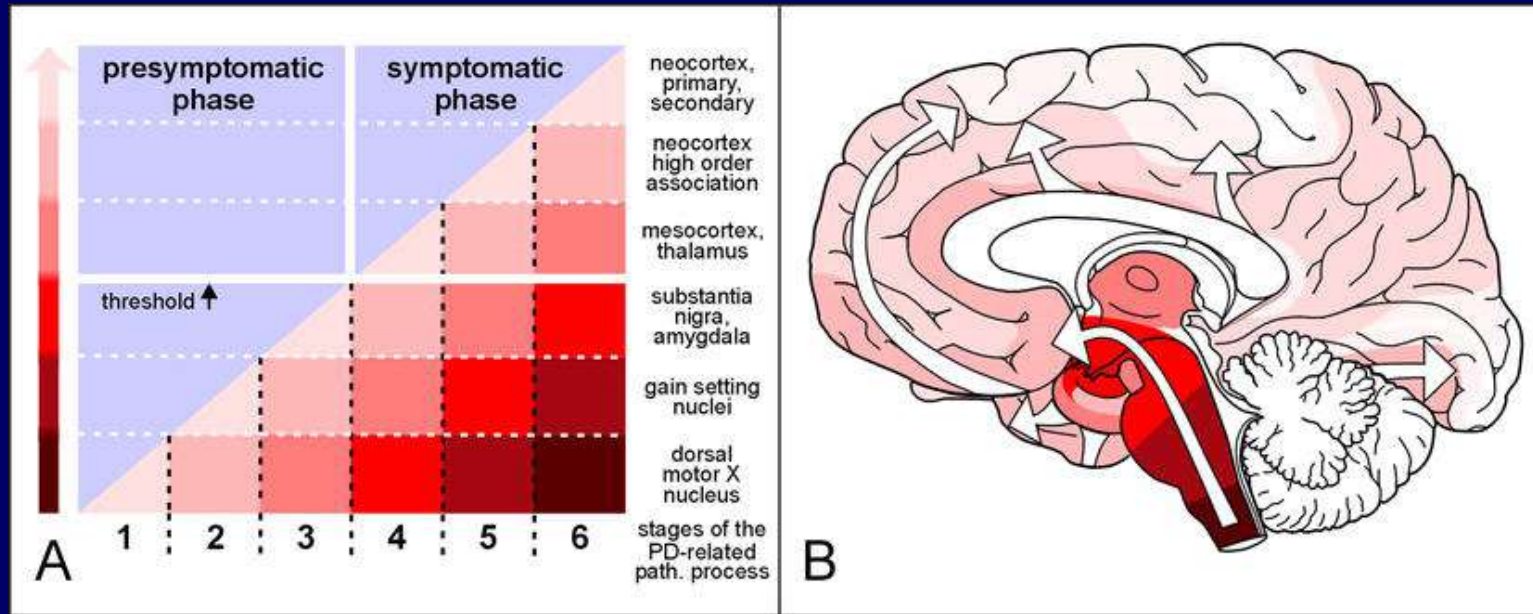 presymptomatic
phase
symptomatic
phase
neocortex,
primary,
secondary
neocortex
high order
association
mesocortex,
thalamus
threshold
substantia
nigra,
amygdala
gain setting
nuclei
dorsal
motor X
nucleus
1 2 3 4 5 6
stages of the
PD-related
path. process
A
B